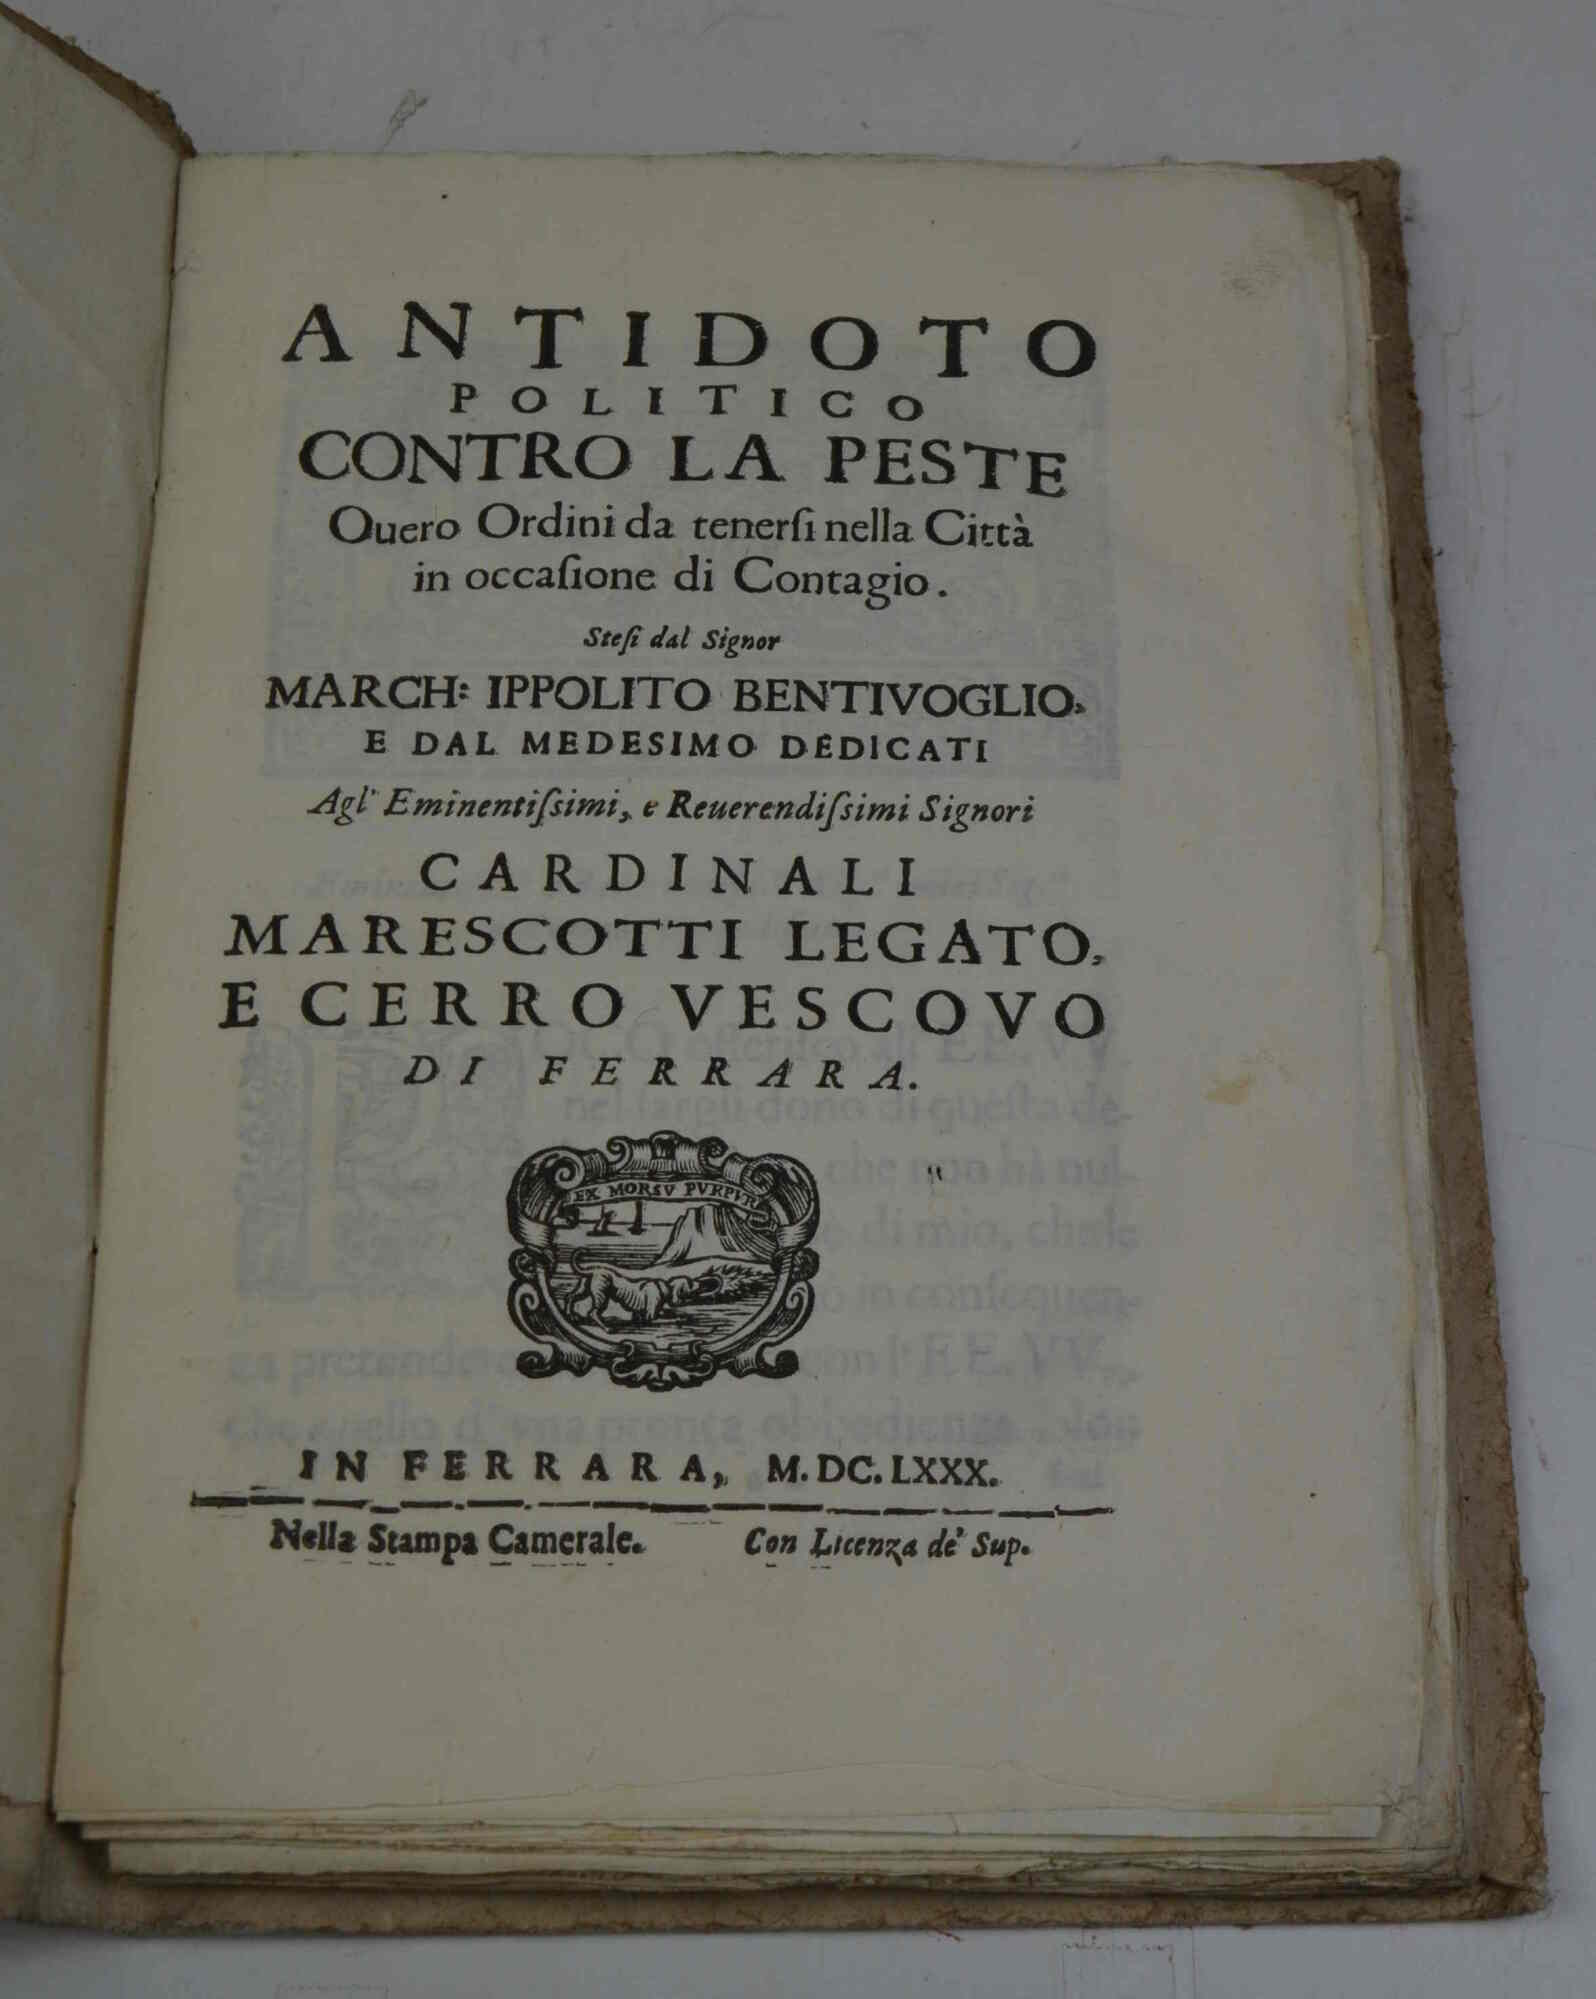 ANTIDOTO
POLITICO
CONTRO LA PESTE
Ouero Ordini da tenerſi nella Città
in occaſione di Contagio.
Steſi dal Signor
MARCH: IPPOLITO BENTIVOGLIO,
E DAL MEDESIMO DEDICATI
Agl' Eminentiſsimi, e Reuerendiſsimi Signori
CARDINALI
MARESCOTTI LEGATO,
E CERRO VESCOVO
DI FERRARA.
EX MORSV PVRPVR
IN FERRARA, M.DC.LXXX.
Nella Stampa Camerale. Con Licenza de' Sup.